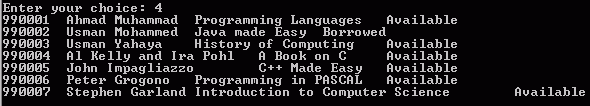 Enter your choice: 4
990001 Ahmad Muhammad Programming Languages Available
990002 Usman Mohammed Java made Easy Borrowed
990003 Usman Yahaya History of Computing Available
990004 Al Kelly and Ira Pohl A Book on C Available
990005 John Impagliazzo C++ Made Easy Available
990006 Peter Grogono Programming in PASCAL Available
990007 Stephen Garland Introduction to Computer Science Available